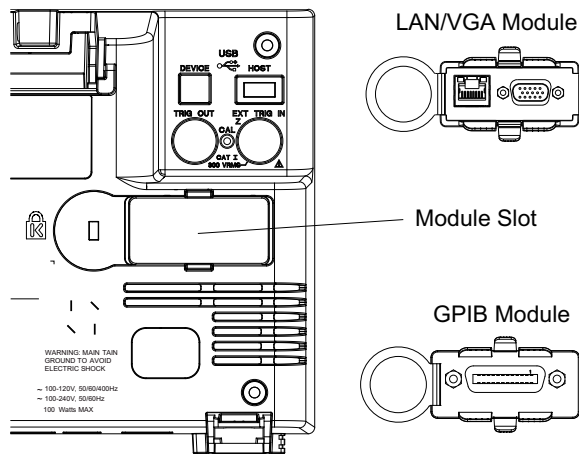 LAN/VGA Module
USB
DEVICE HOST
TRIG OUT EXT TRIG IN
Z
CAL
CAT I
300 VRMS
Module Slot
K
GPIB Module
1
WARNING: MAIN TAIN
GROUND TO AVOID
ELECTRIC SHOCK
~ 100-120V, 50/60/400Hz
~ 100-240V, 50/60Hz
100 Watts MAX